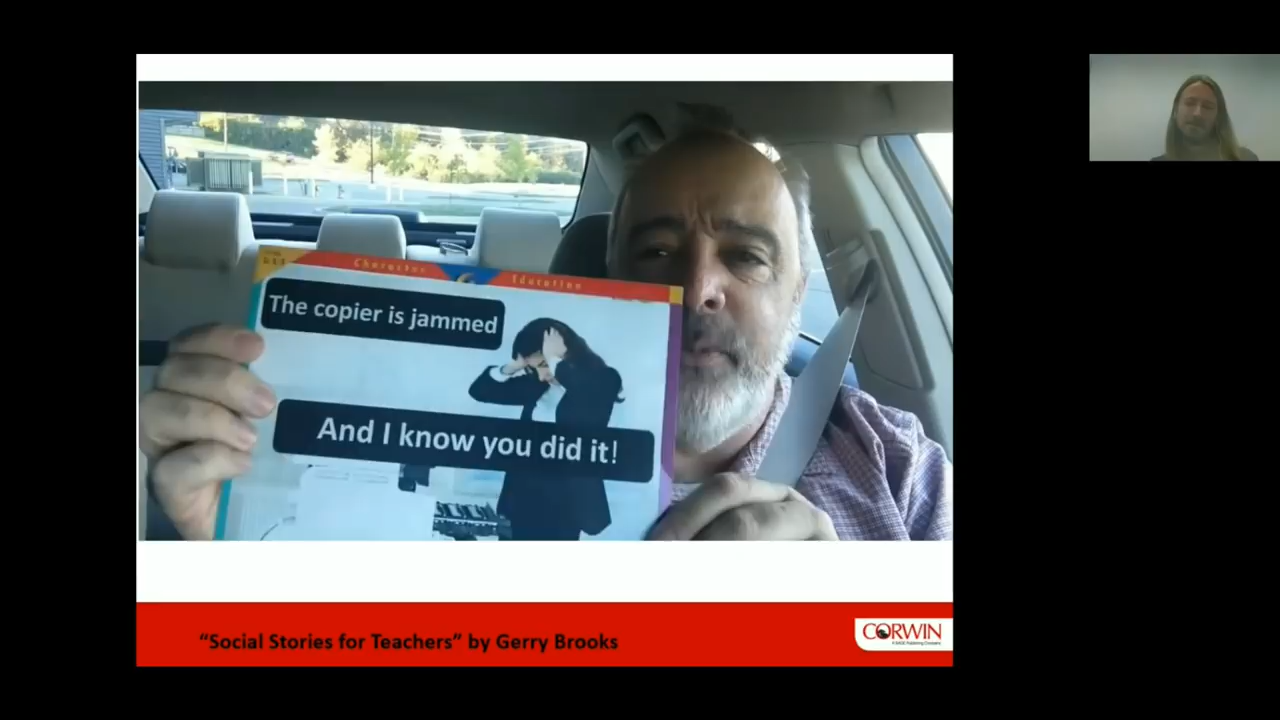 Character Education
The copier is jammed
And I know you did it!
“Social Stories for Teachers” by Gerry Brooks
CORWIN